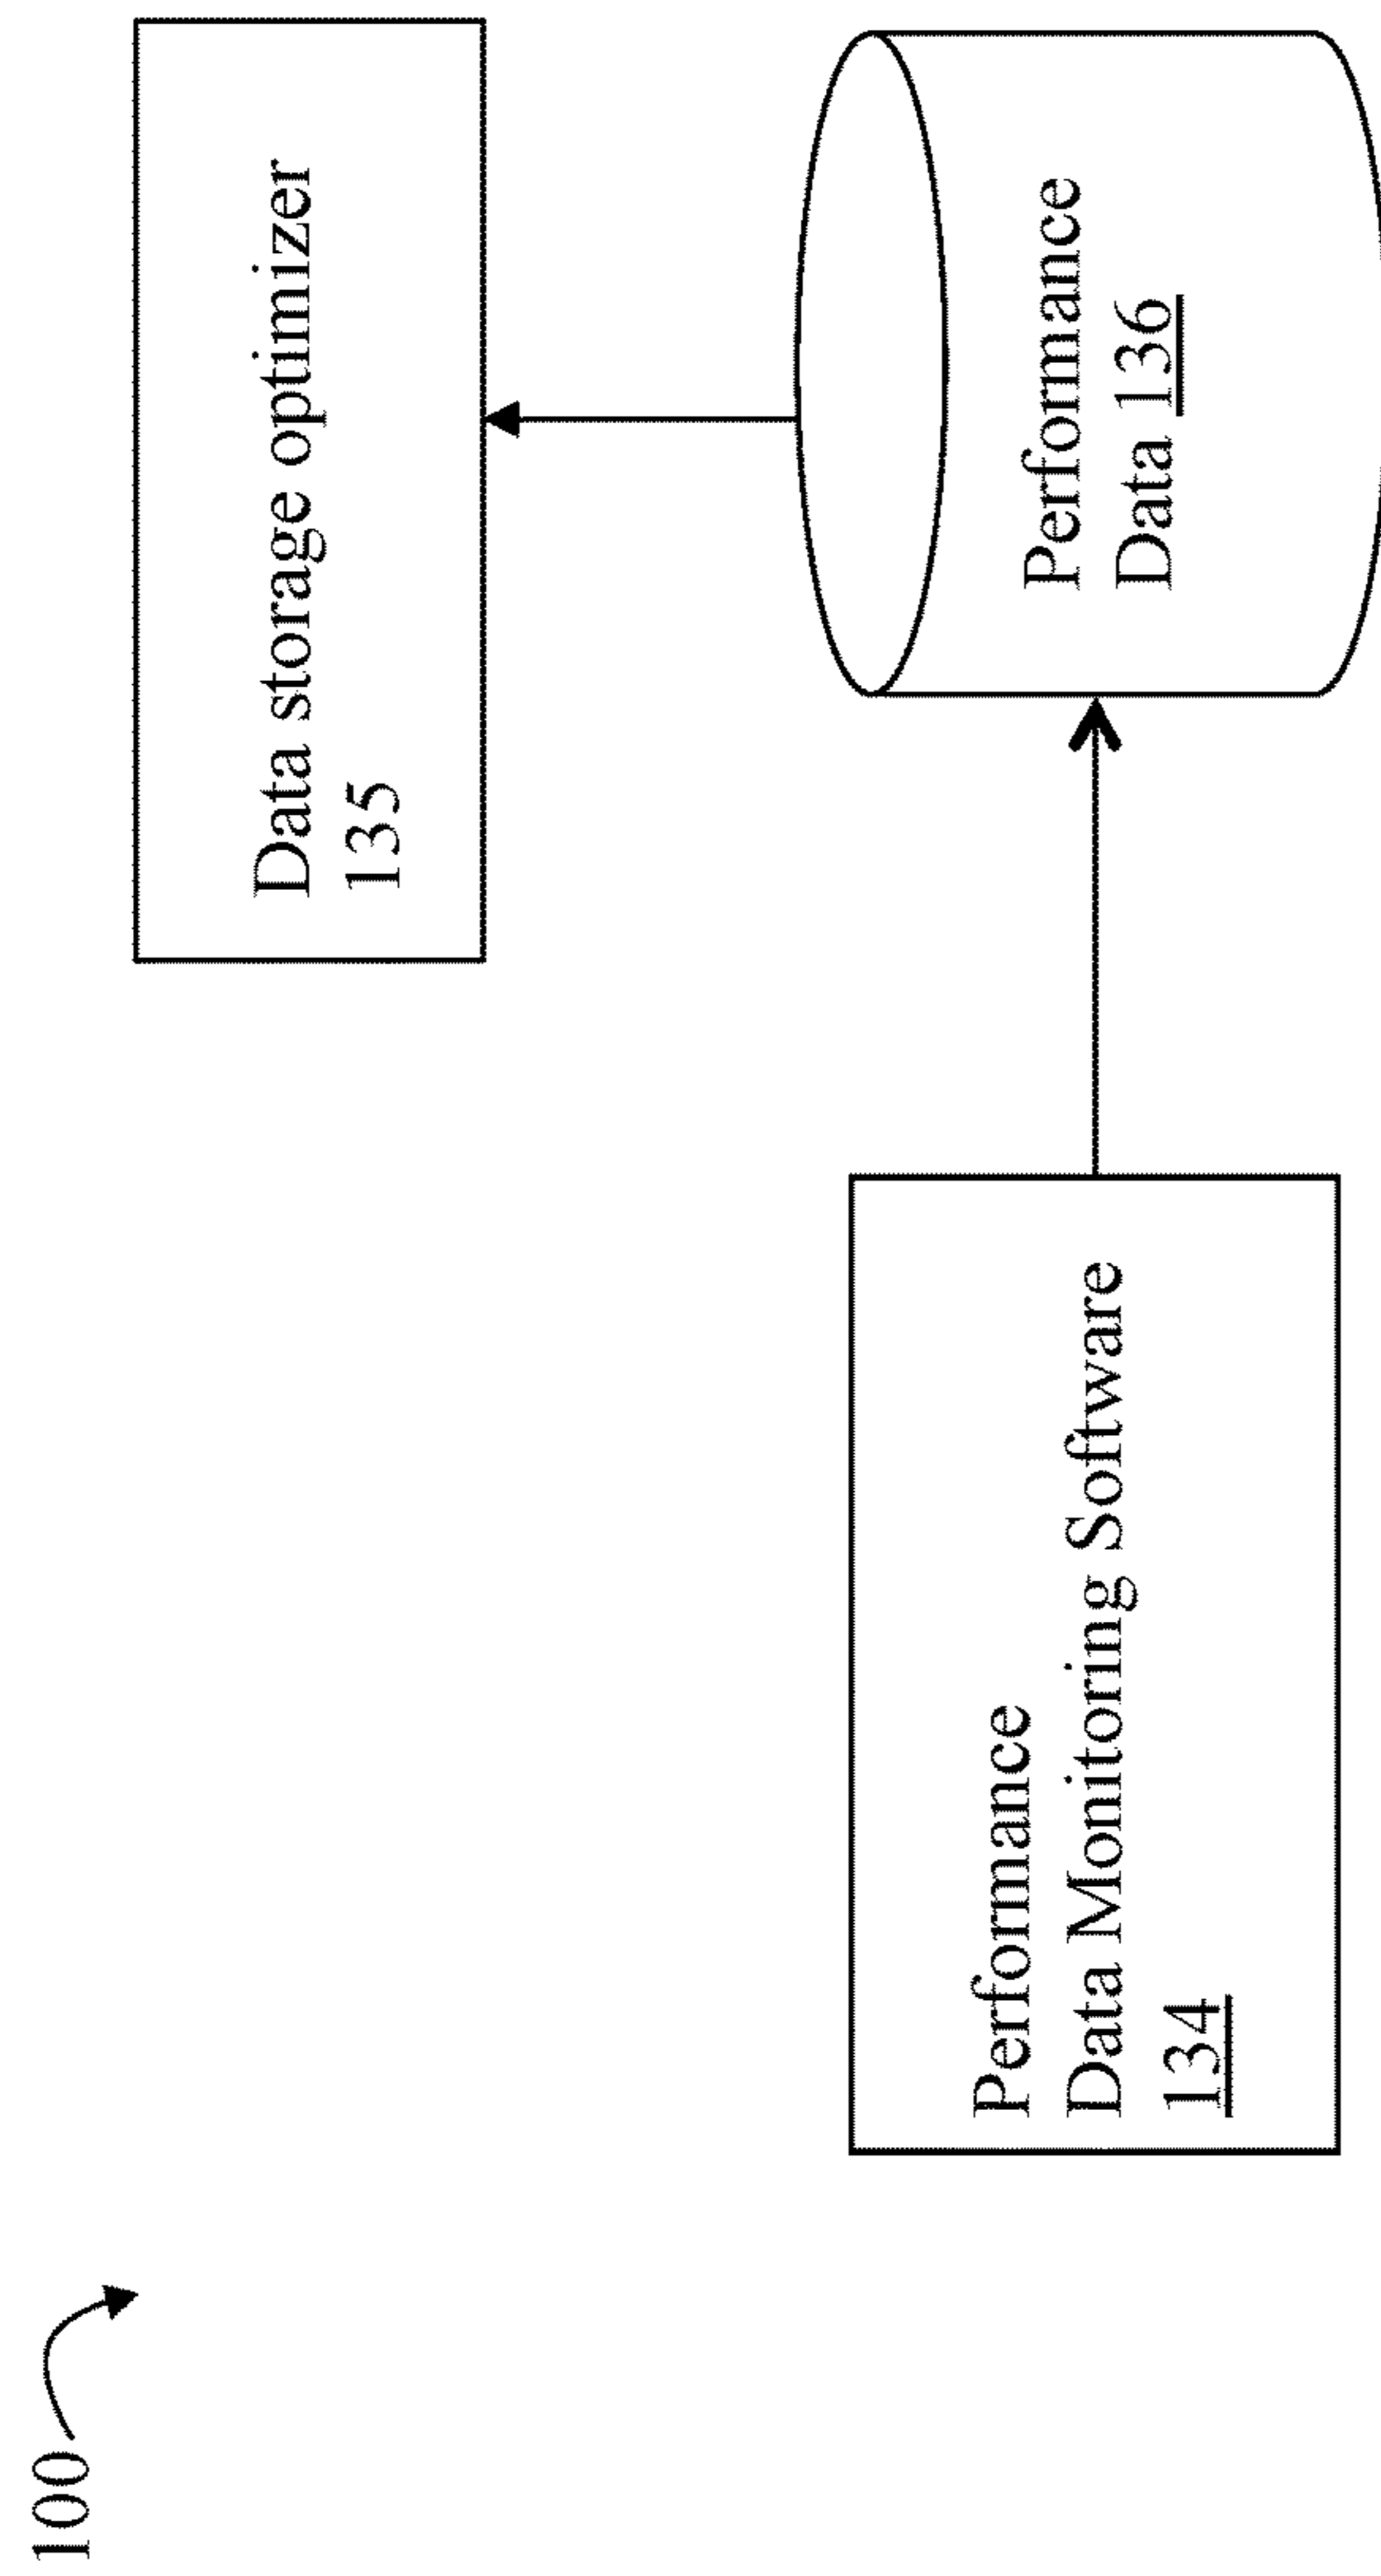 100
Data storage optimizer
135
Performance
Data Monitoring Software
134
Performance
Data 136